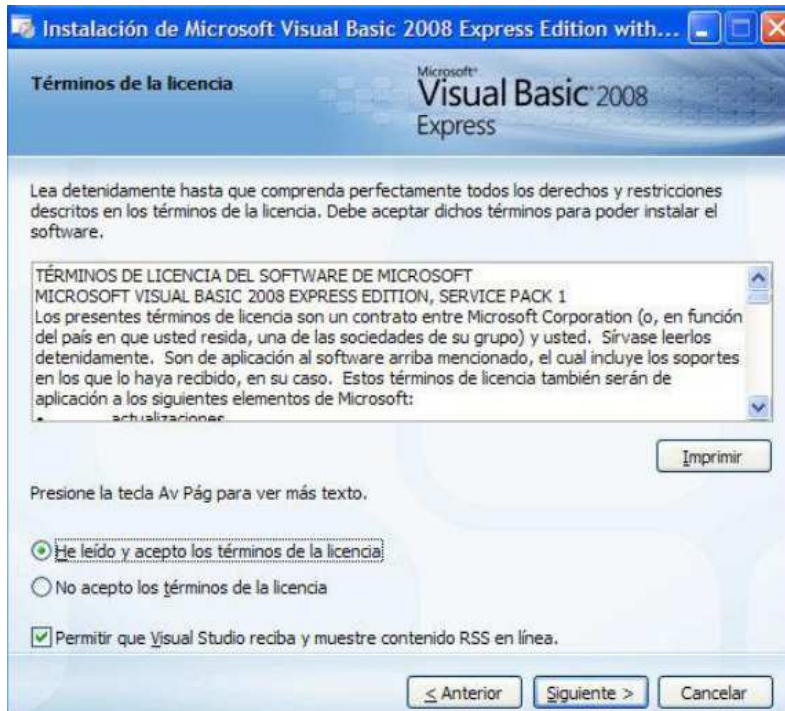 Instalación de Microsoft Visual Basic 2008 Express Edition with...
Términos de la licencia
Microsoft
Visual Basic 2008
Express
Lea detenidamente hasta que comprenda perfectamente todos los derechos y restricciones
descritos en los términos de la licencia. Debe aceptar dichos términos para poder instalar el
software.
TÉRMINOS DE LICENCIA DEL SOFTWARE DE MICROSOFT
MICROSOFT VISUAL BASIC 2008 EXPRESS EDITION, SERVICE PACK 1
Los presentes términos de licencia son un contrato entre Microsoft Corporation (o, en función
del país en que usted resida, una de las sociedades de su grupo) y usted. Sírvase leerlos
detenidamente. Son de aplicación al software arriba mencionado, el cual incluye los soportes
en los que lo haya recibido, en su caso. Estos términos de licencia también serán de
aplicación a los siguientes elementos de Microsoft:
• actualizaciones
Imprimir
Presione la tecla Av Pág para ver más texto.
He leído y acepto los términos de la licencia
No acepto los términos de la licencia
Permitir que Visual Studio reciba y muestre contenido RSS en línea.
< Anterior
Siguiente >
Cancelar